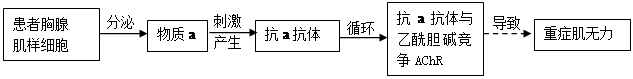 患者胸腺
肌样细胞
分泌
物质a
刺激
产生
抗a抗体
循环
抗a抗体与
乙酰胆碱竞
争AChR
导致
重症肌无力